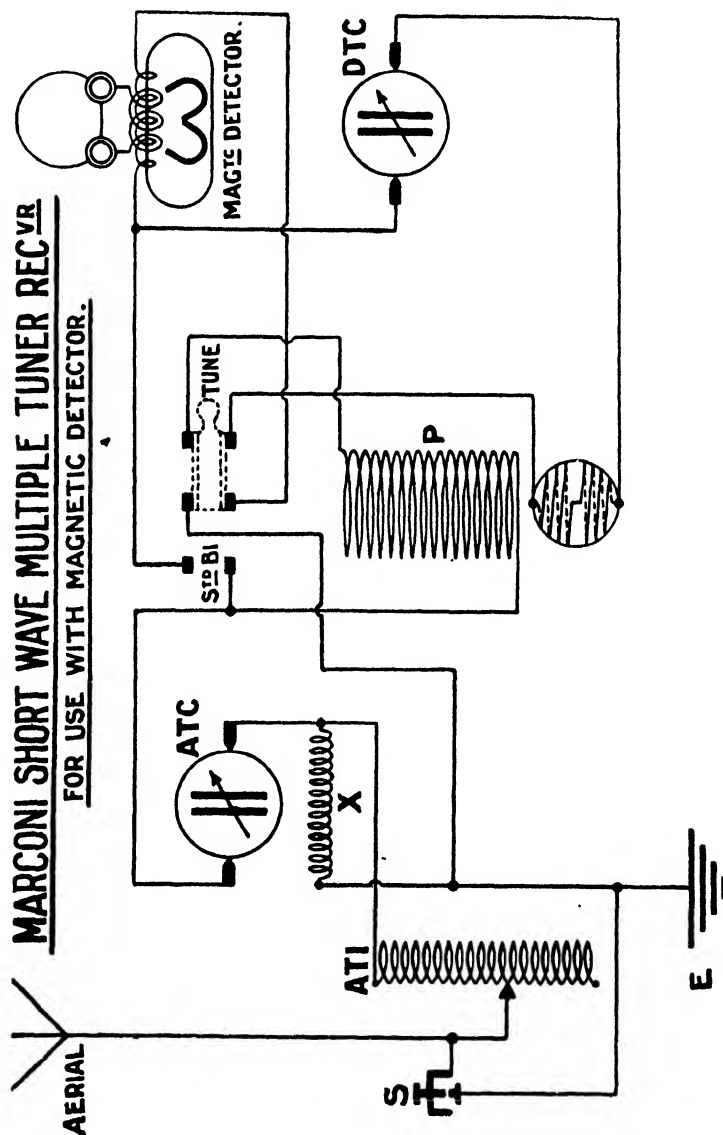 MARCONI SHORT WAVE MULTIPLE TUNER RECVR
FOR USE WITH MAGNETIC DETECTOR.
AERIAL
S
ATI
E
ATC
X
STD BI
TUNE
P
MAGTC DETECTOR.
DTC